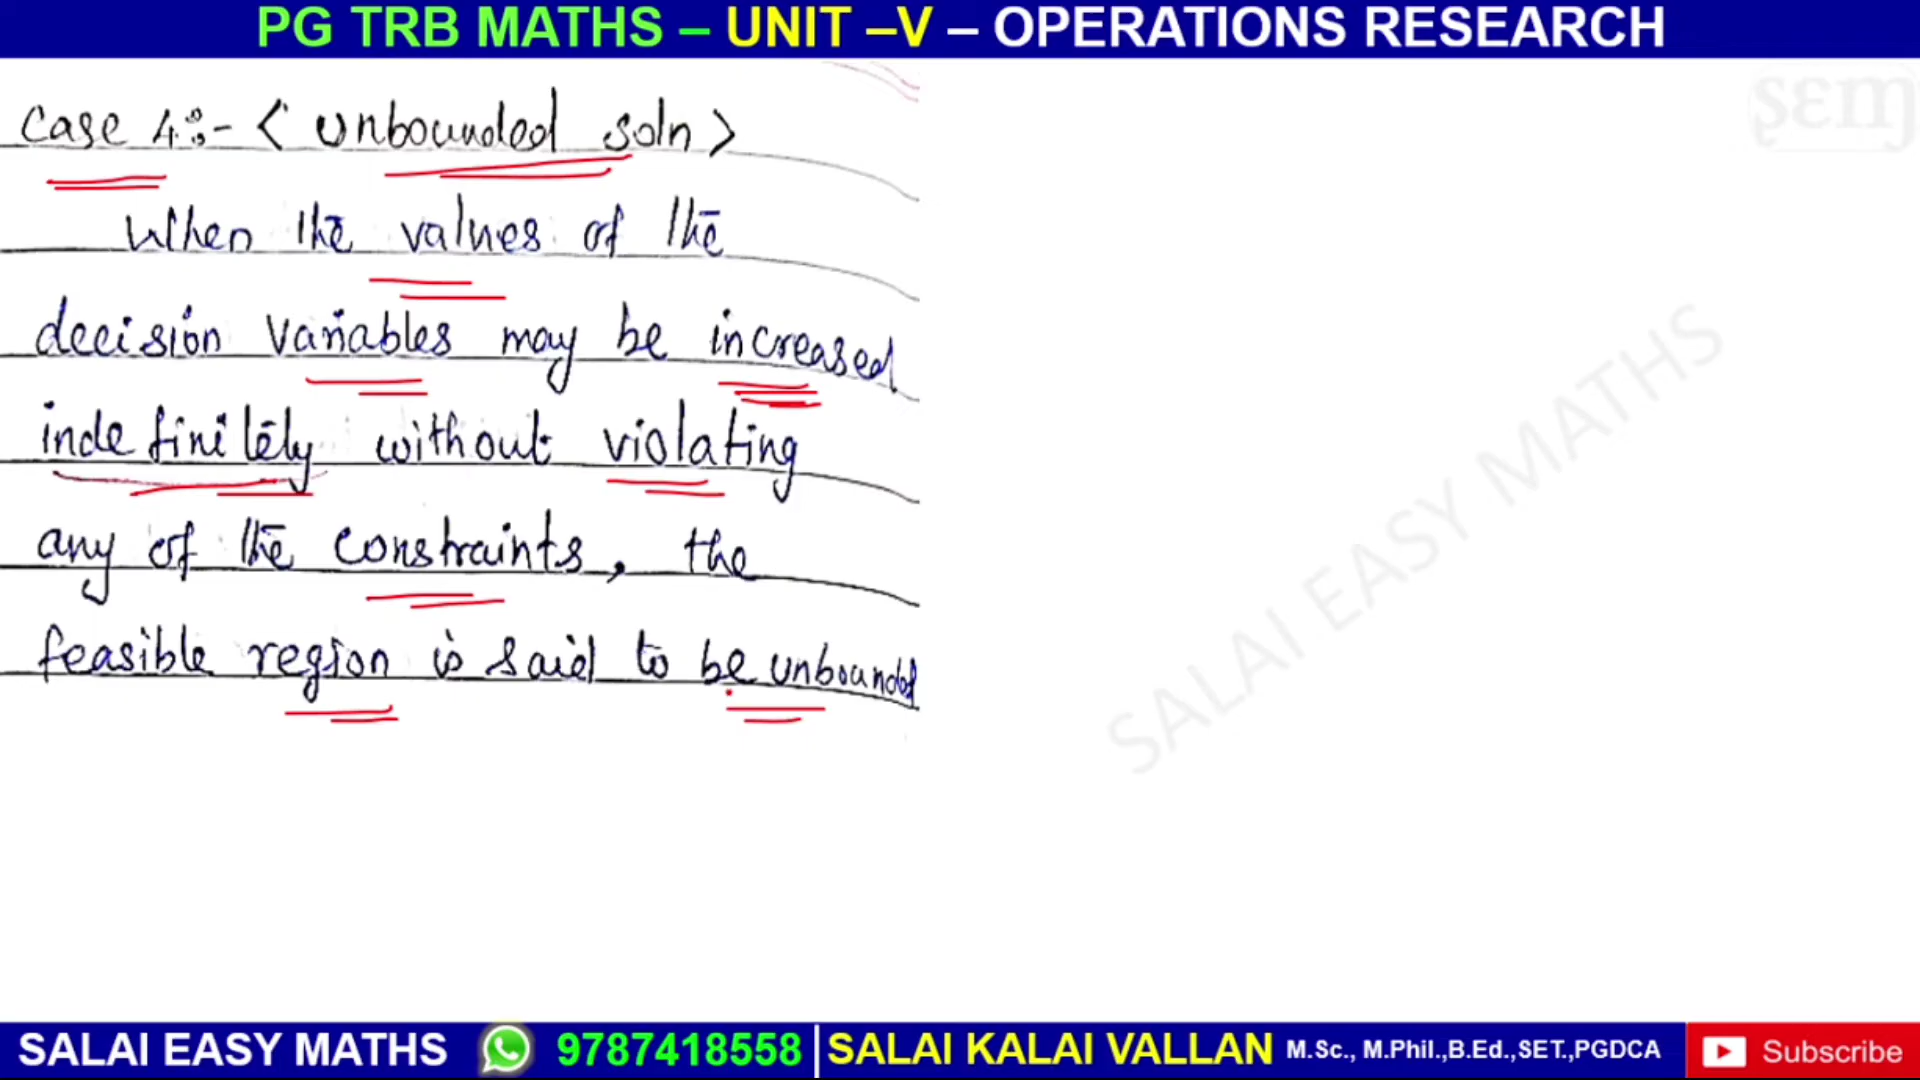 PG TRB MATHS – UNIT –V – OPERATIONS RESEARCH
sem
Case 4:- < Unbounded soln >
When the values of the
decision variables may be increased
indefinitely without violating
any of the constraints, the
feasible region is said to be unbounded
SALAI EASY MATHS
SALAI EASY MATHS 9787418558 SALAI KALAI VALLAN M.Sc., M.Phil.,B.Ed.,SET.,PGDCA Subscribe